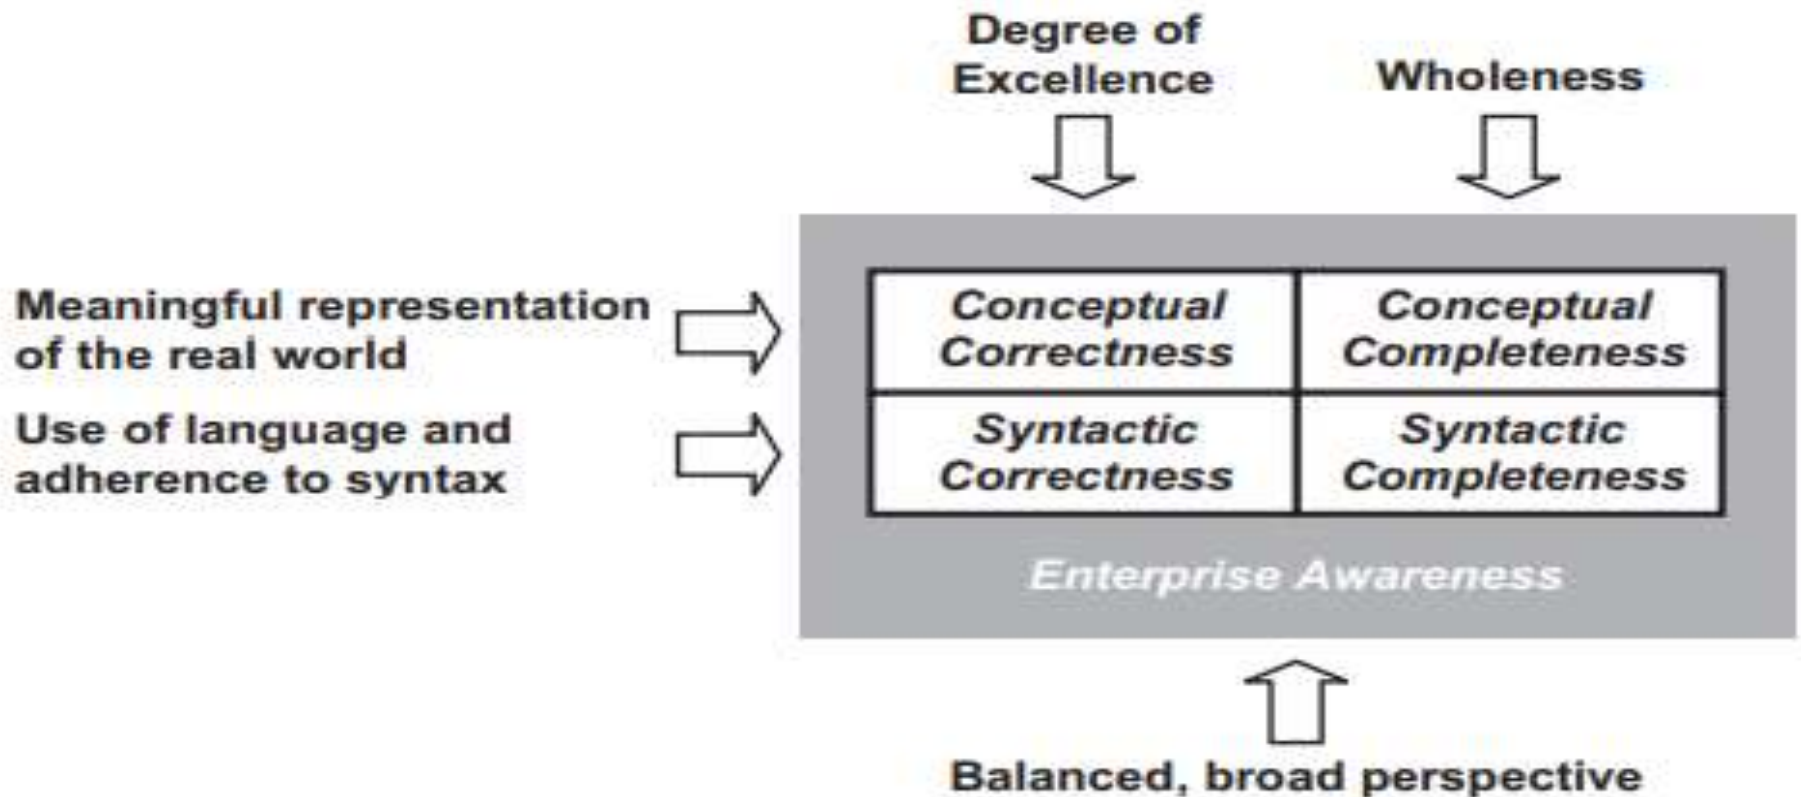 Degree of
Excellence
Wholeness
Meaningful representation
of the real world
Conceptual
Correctness
Conceptual
Completeness
Use of language and
adherence to syntax
Syntactic
Correctness
Syntactic
Completeness
Enterprise Awareness
Balanced, broad perspective